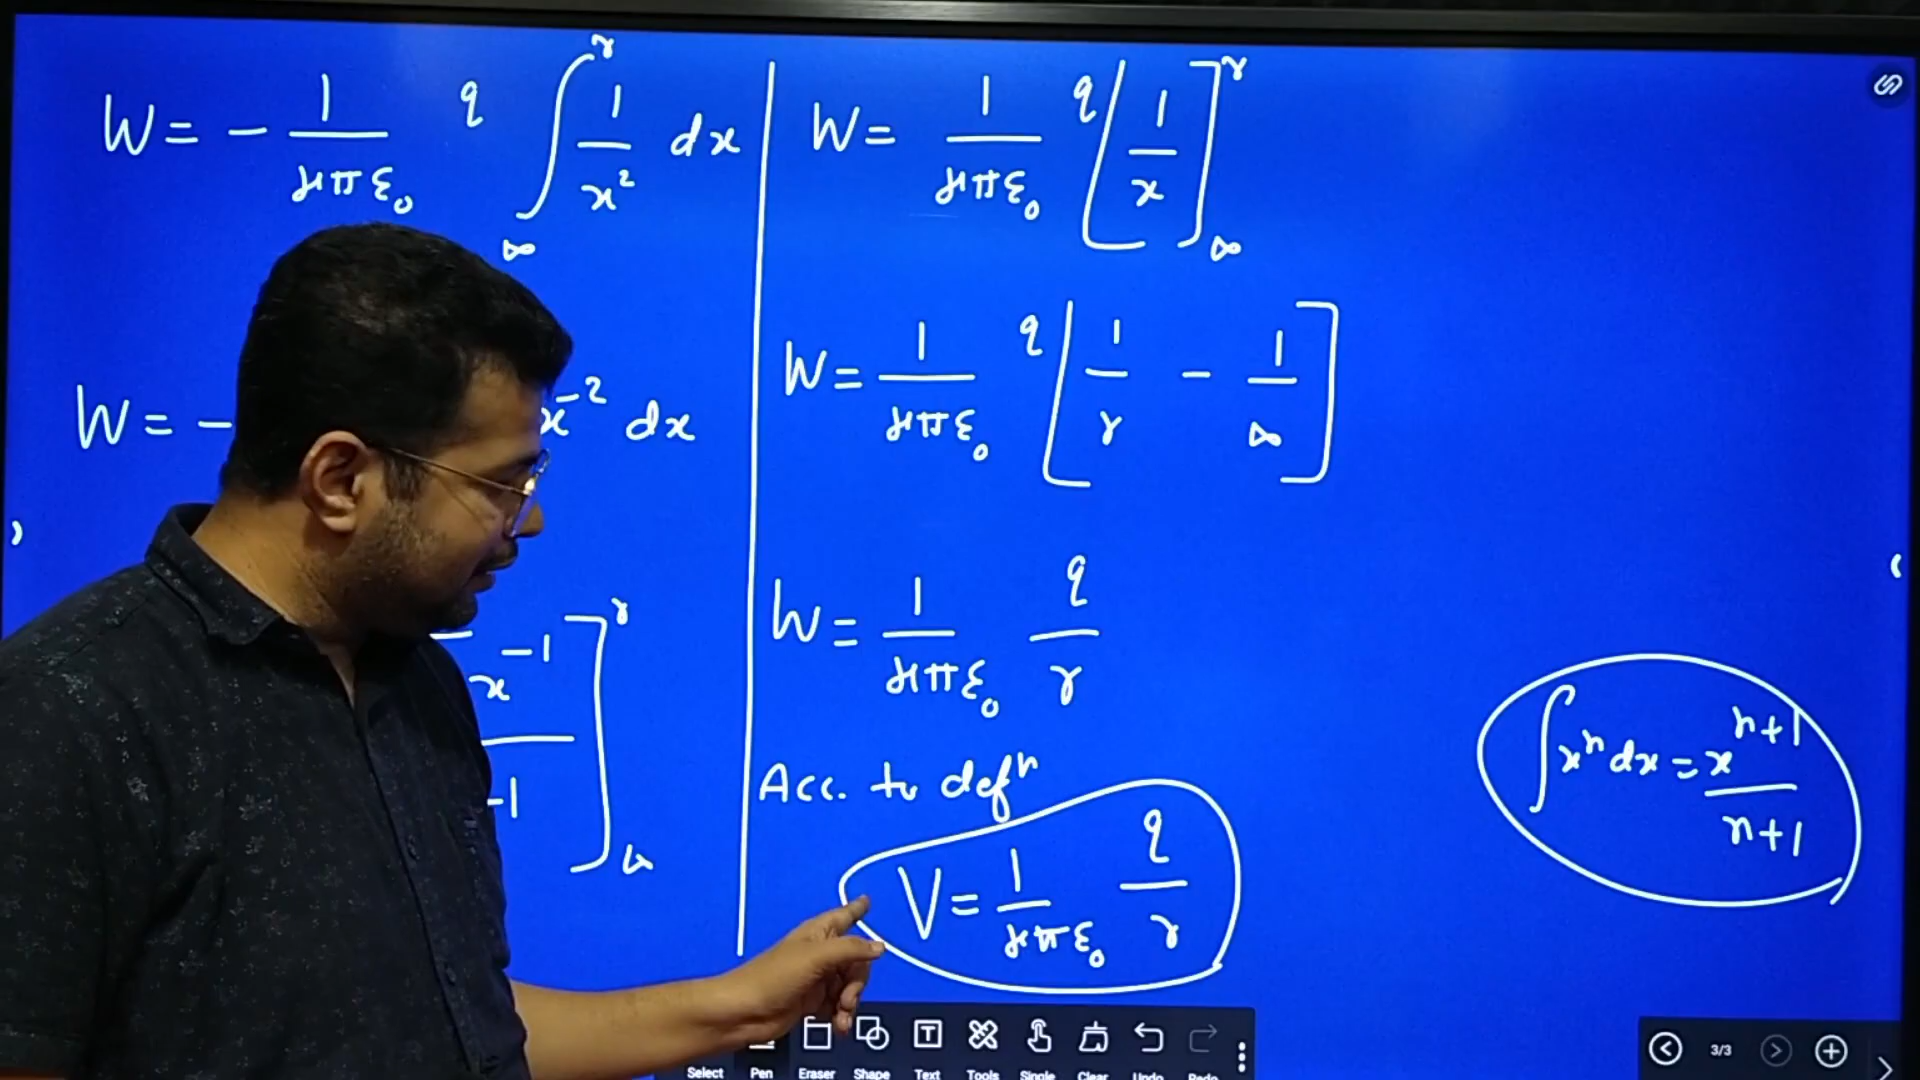 W = - 1/4πε₀ q ∫_∞^r 1/x² dx
W = - x⁻² dx
x⁻¹ / -1 ]^r
W = 1/4πε₀ q [ 1/x ]_∞^r
W = 1/4πε₀ q [ 1/r - 1/∞ ]
W = 1/4πε₀ q/r
Acc. to defⁿ
V = 1/4πε₀ q/r
∫ xⁿ dx = xⁿ⁺¹/n+1
Select Pen Eraser Shape Text Tools Single Clear Undo Redo
3/3